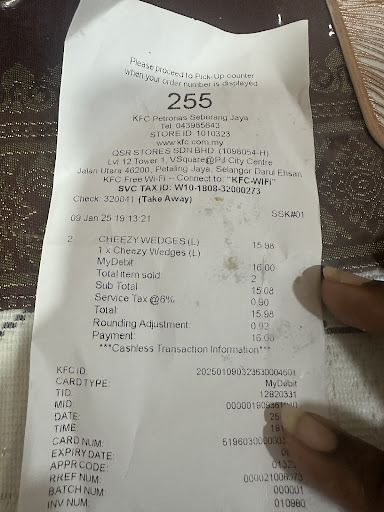 Please proceed to Pick-Up counter
when your order number is displayed
255
KFC Petronas Seberang Jaya
Tel: 043985643
STORE ID: 1010323
www.kfc.com.my
QSR STORES SDN BHD. (1098054-H)
Lvl 12 Tower 1, VSquare@PJ City Centre
Jalan Utara 46200, Petaling Jaya, Selangor Darul Ehsan
KFC Free WiFi -- Connect to: "KFC-WiFi"
SVC TAX ID: W10-1808-32000273
Check: 320041 (Take Away)
09 Jan 25 19:13:21 SSK#01
2 CHEEZY WEDGES (L) 15.98
1 x Cheezy Wedges (L)
MyDebit 16.00
Total item sold: 2
Sub Total: 15.08
Service Tax @6% 0.90
Total: 15.98
Rounding Adjustment: 0.02
Payment: 16.00
***Cashless Transaction Information***
KFC ID:
CARD TYPE: MyDebit
TID: 12820331
MID:
DATE:
TIME:
CARD NUM:
EXPIRY DATE:
APPR CODE:
RREF NUM: 000021008073
BATCH NUM: 000001
INV NUM: 010980